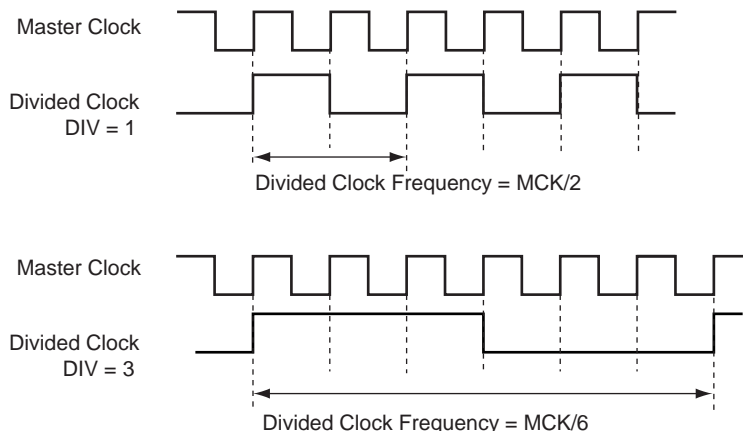 Master Clock
Divided Clock
DIV = 1
Divided Clock Frequency = MCK/2
Master Clock
Divided Clock
DIV = 3
Divided Clock Frequency = MCK/6